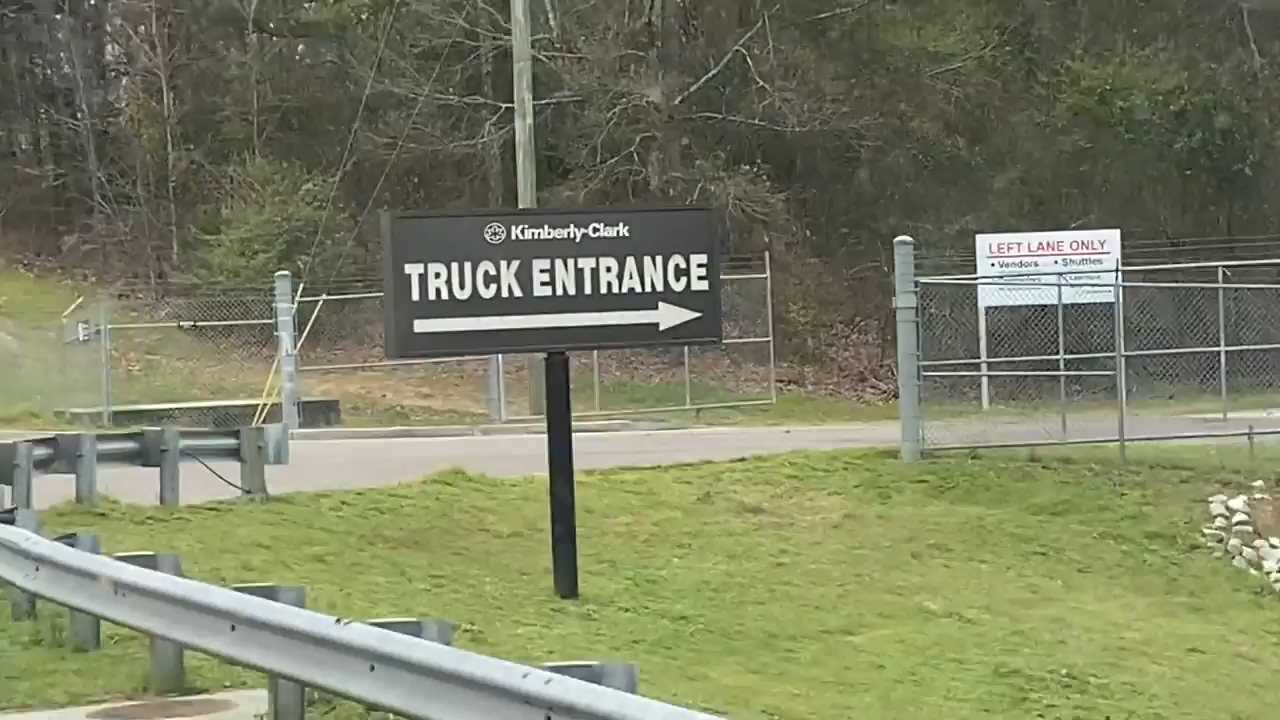 Kimberly-Clark
TRUCK ENTRANCE
LEFT LANE ONLY
• Vendors • Shuttles